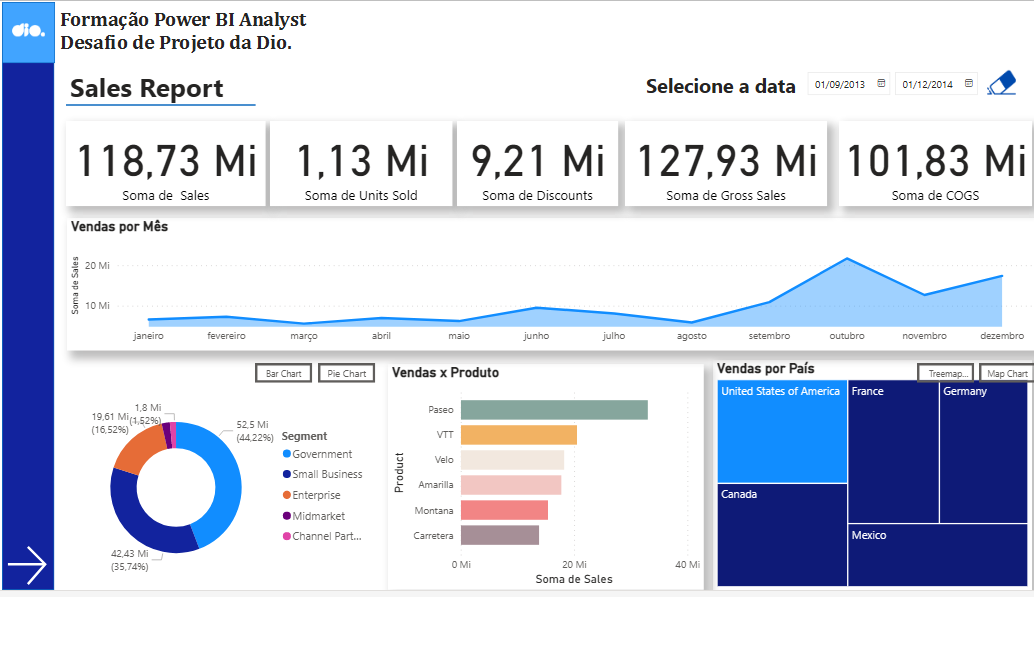 dio.
Formação Power BI Analyst
Desafio de Projeto da Dio.
Sales Report
Selecione a data
01/09/2013
01/12/2014
118,73 Mi
Soma de Sales
1,13 Mi
Soma de Units Sold
9,21 Mi
Soma de Discounts
127,93 Mi
Soma de Gross Sales
101,83 Mi
Soma de COGS
Vendas por Mês
Soma de Sales
20 Mi
10 Mi
janeiro fevereiro março abril maio junho julho agosto setembro outubro novembro dezembro
Bar Chart
Pie Chart
1,8 Mi
(1,52%)
19,61 Mi
(16,52%)
52,5 Mi
(44,22%)
42,43 Mi
(35,74%)
Segment
Government
Small Business
Enterprise
Midmarket
Channel Part...
Vendas x Produto
Product
Paseo
VTT
Velo
Amarilla
Montana
Carretera
0 Mi 20 Mi 40 Mi
Soma de Sales
Vendas por País
Treemap...
Map Chart
United States of America
France
Germany
Canada
Mexico